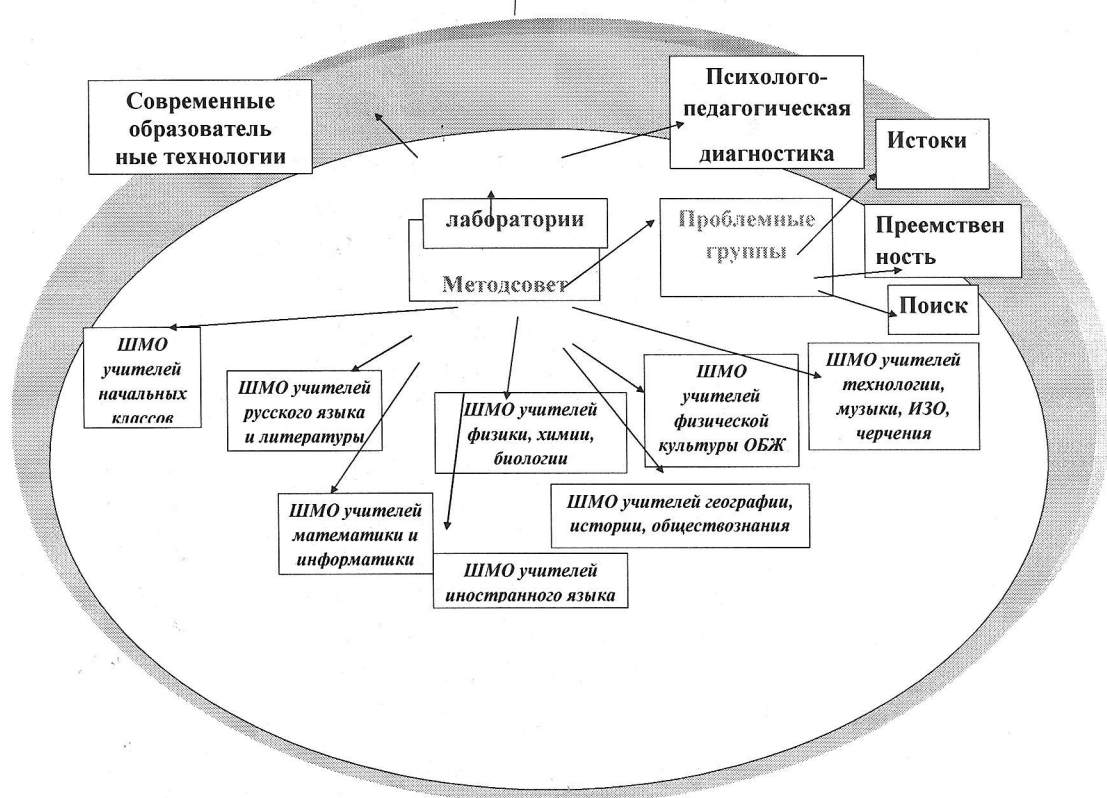 Современные
образователь
ные технологии
Психолого-
педагогическая
диагностика
Истоки
лаборатории
Методсовет
Проблемные
группы
Преемствен
ность
Поиск
ШМО
учителей
начальных
классов
ШМО учителей
русского языка
и литературы
ШМО учителей
физики, химии,
биологии
ШМО
учителей
физической
культуры ОБЖ
ШМО учителей
технологии,
музыки, ИЗО,
черчения
ШМО учителей
математики и
информатики
ШМО учителей географии,
истории, обществознания
ШМО учителей
иностранного языка